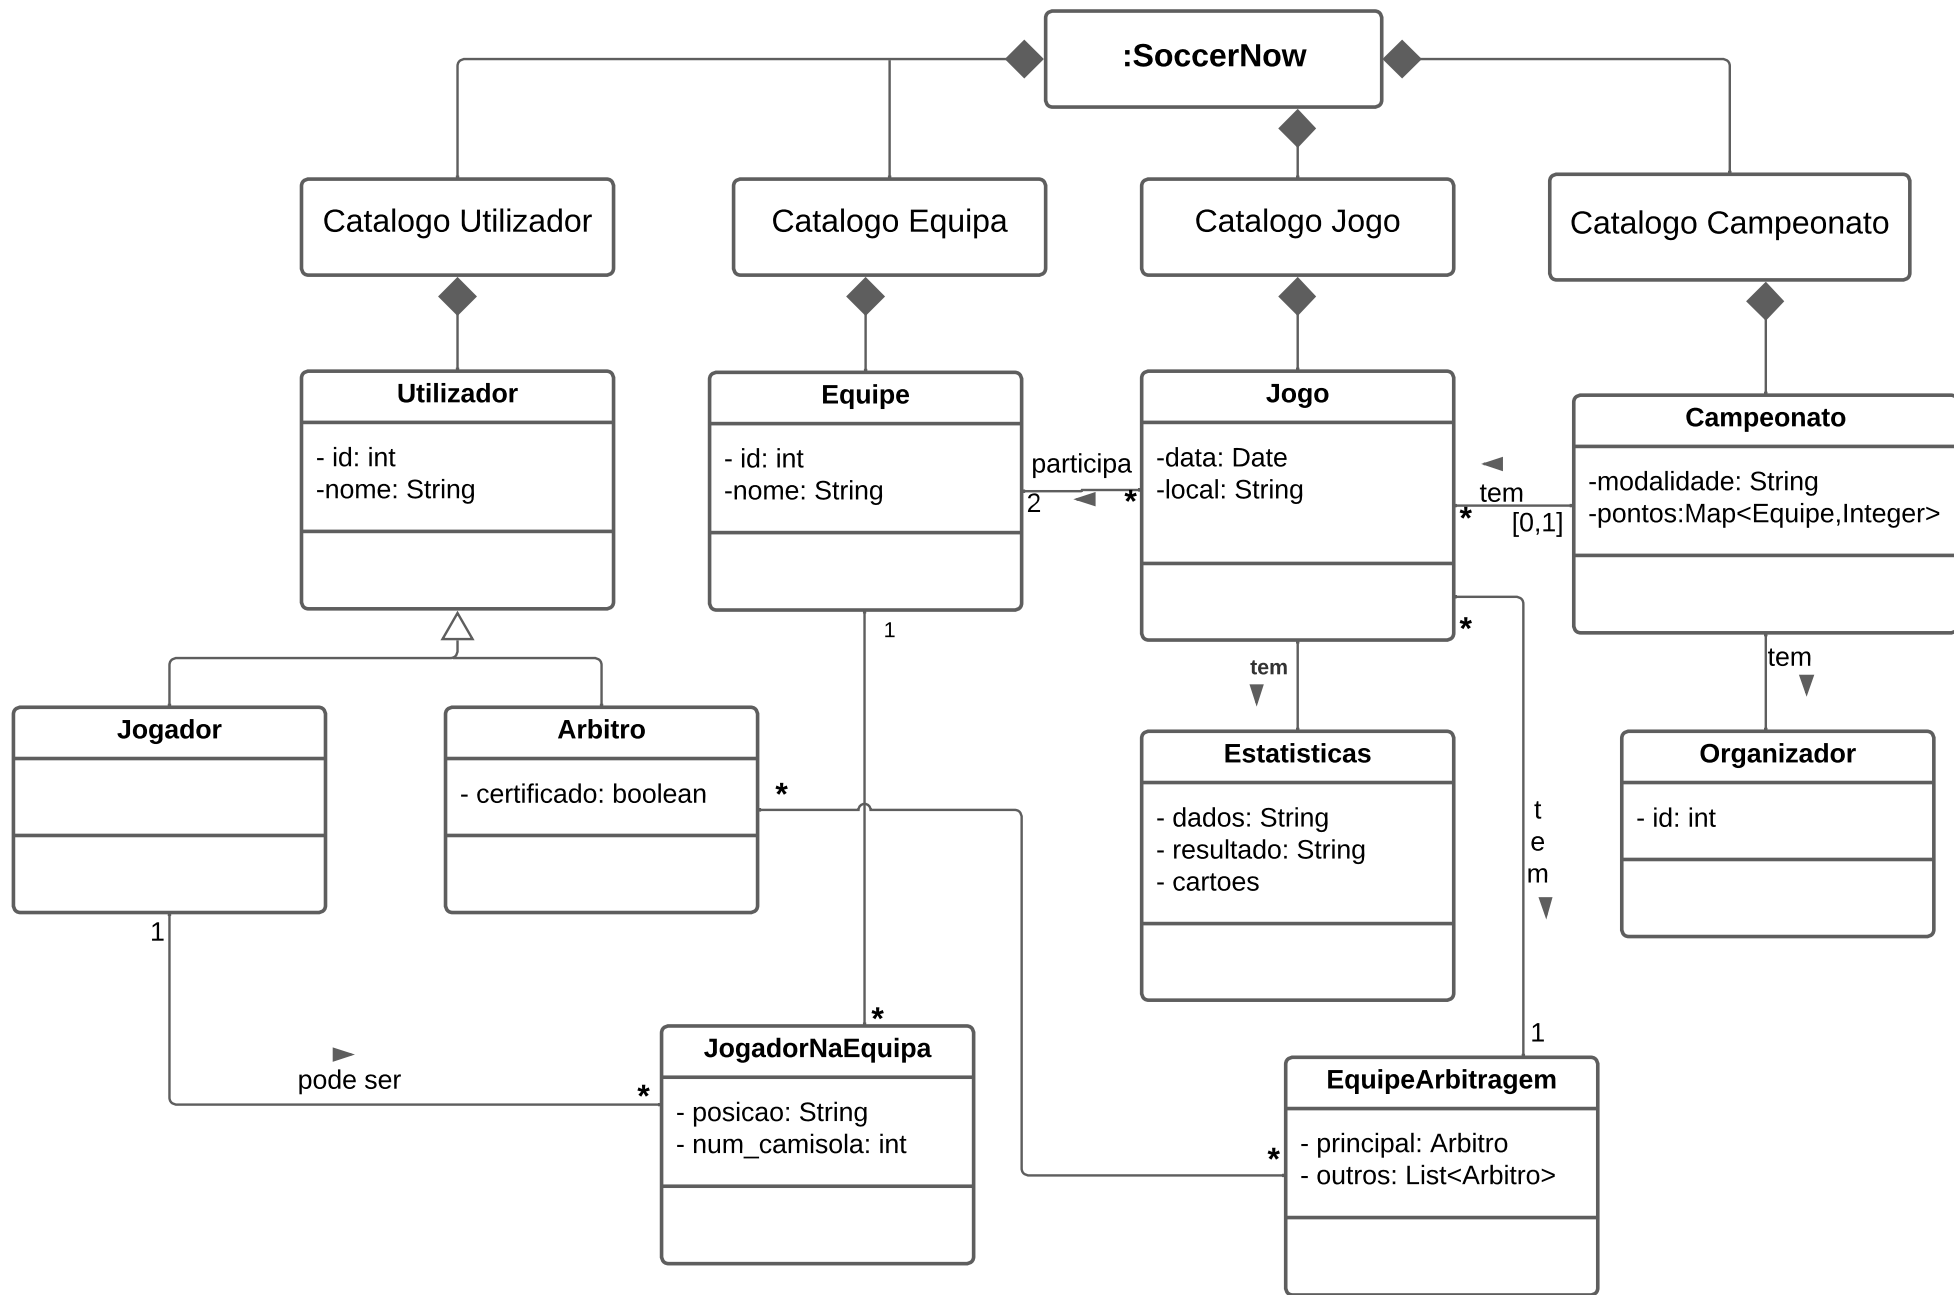 :SoccerNow
Catalogo Utilizador
Catalogo Equipa
Catalogo Jogo
Catalogo Campeonato
Utilizador
- id: int
-nome: String
Equipe
- id: int
-nome: String
participa
2
*
Jogo
-data: Date
-local: String
tem
*
[0,1]
Campeonato
-modalidade: String
-pontos:Map<Equipe,Integer>
1
tem
*
tem
Jogador
Arbitro
- certificado: boolean
*
Estatisticas
- dados: String
- resultado: String
- cartoes
t
e
m
Organizador
- id: int
1
pode ser
*
*
JogadorNaEquipa
- posicao: String
- num_camisola: int
1
*
EquipeArbitragem
- principal: Arbitro
- outros: List<Arbitro>